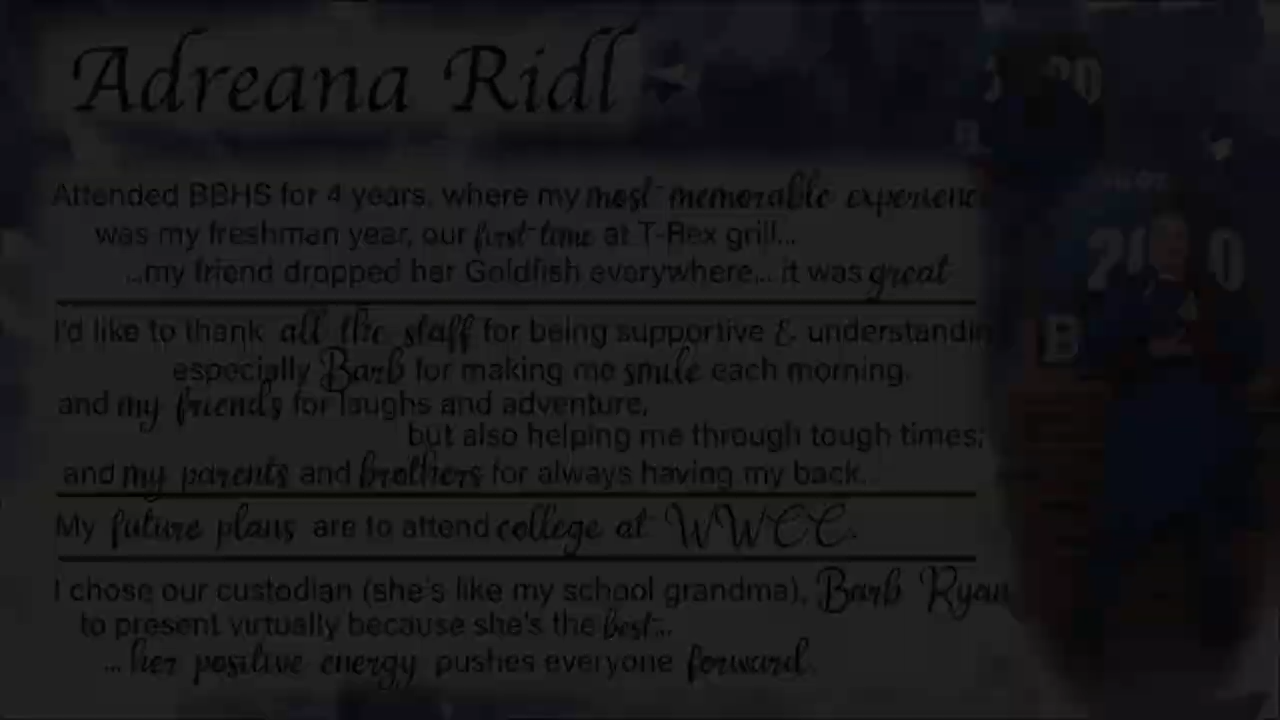 Adreana Ridl
Attended BBHS for 4 years, where my most memorable experienc
was my freshman year, our first time at T-Rex grill...
...my friend dropped her Goldfish everywhere... it was great
I'd like to thank all the staff for being supportive & understandin
especially Barb for making me smile each morning,
and my friends for laughs and adventure,
but also helping me through tough times;
and my parents and brothers for always having my back.
My future plans are to attend college at WWCC.
I chose our custodian (she's like my school grandma), Barb Ryan
to present virtually because she's the best...
... her positive energy pushes everyone forward.
20
B